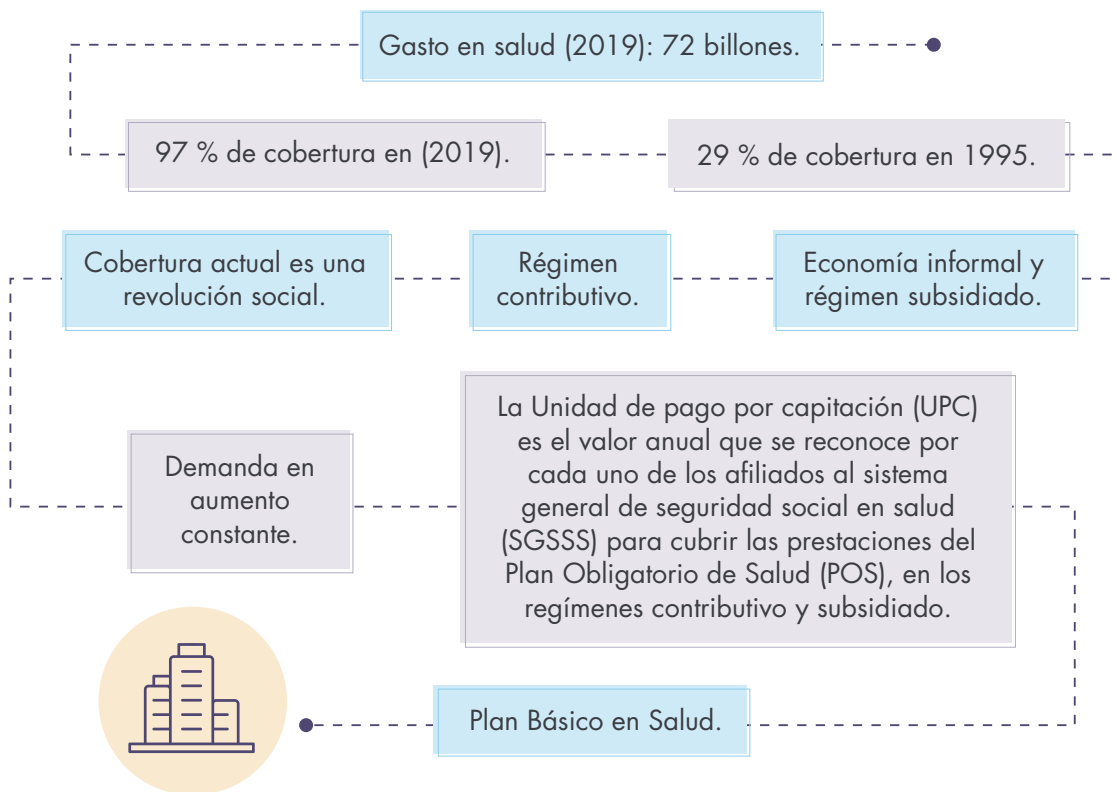 Gasto en salud (2019): 72 billones.
97 % de cobertura en (2019).
29 % de cobertura en 1995.
Cobertura actual es una
revolución social.
Régimen
contributivo.
Economía informal y
régimen subsidiado.
Demanda en
aumento
constante.
La Unidad de pago por capitación (UPC)
es el valor anual que se reconoce por
cada uno de los afiliados al sistema
general de seguridad social en salud
(SGSSS) para cubrir las prestaciones del
Plan Obligatorio de Salud (POS), en los
regímenes contributivo y subsidiado.
Plan Básico en Salud.